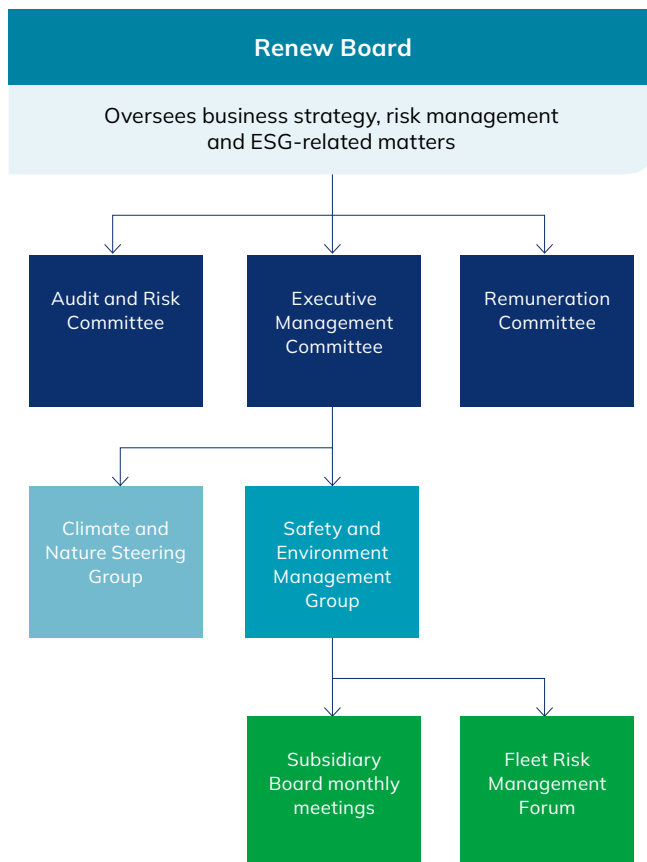 Renew Board
Oversees business strategy, risk management
and ESG-related matters
Audit and Risk
Committee
Executive
Management
Committee
Remuneration
Committee
Climate and
Nature Steering
Group
Safety and
Environment
Management
Group
Subsidiary
Board monthly
meetings
Fleet Risk
Management
Forum